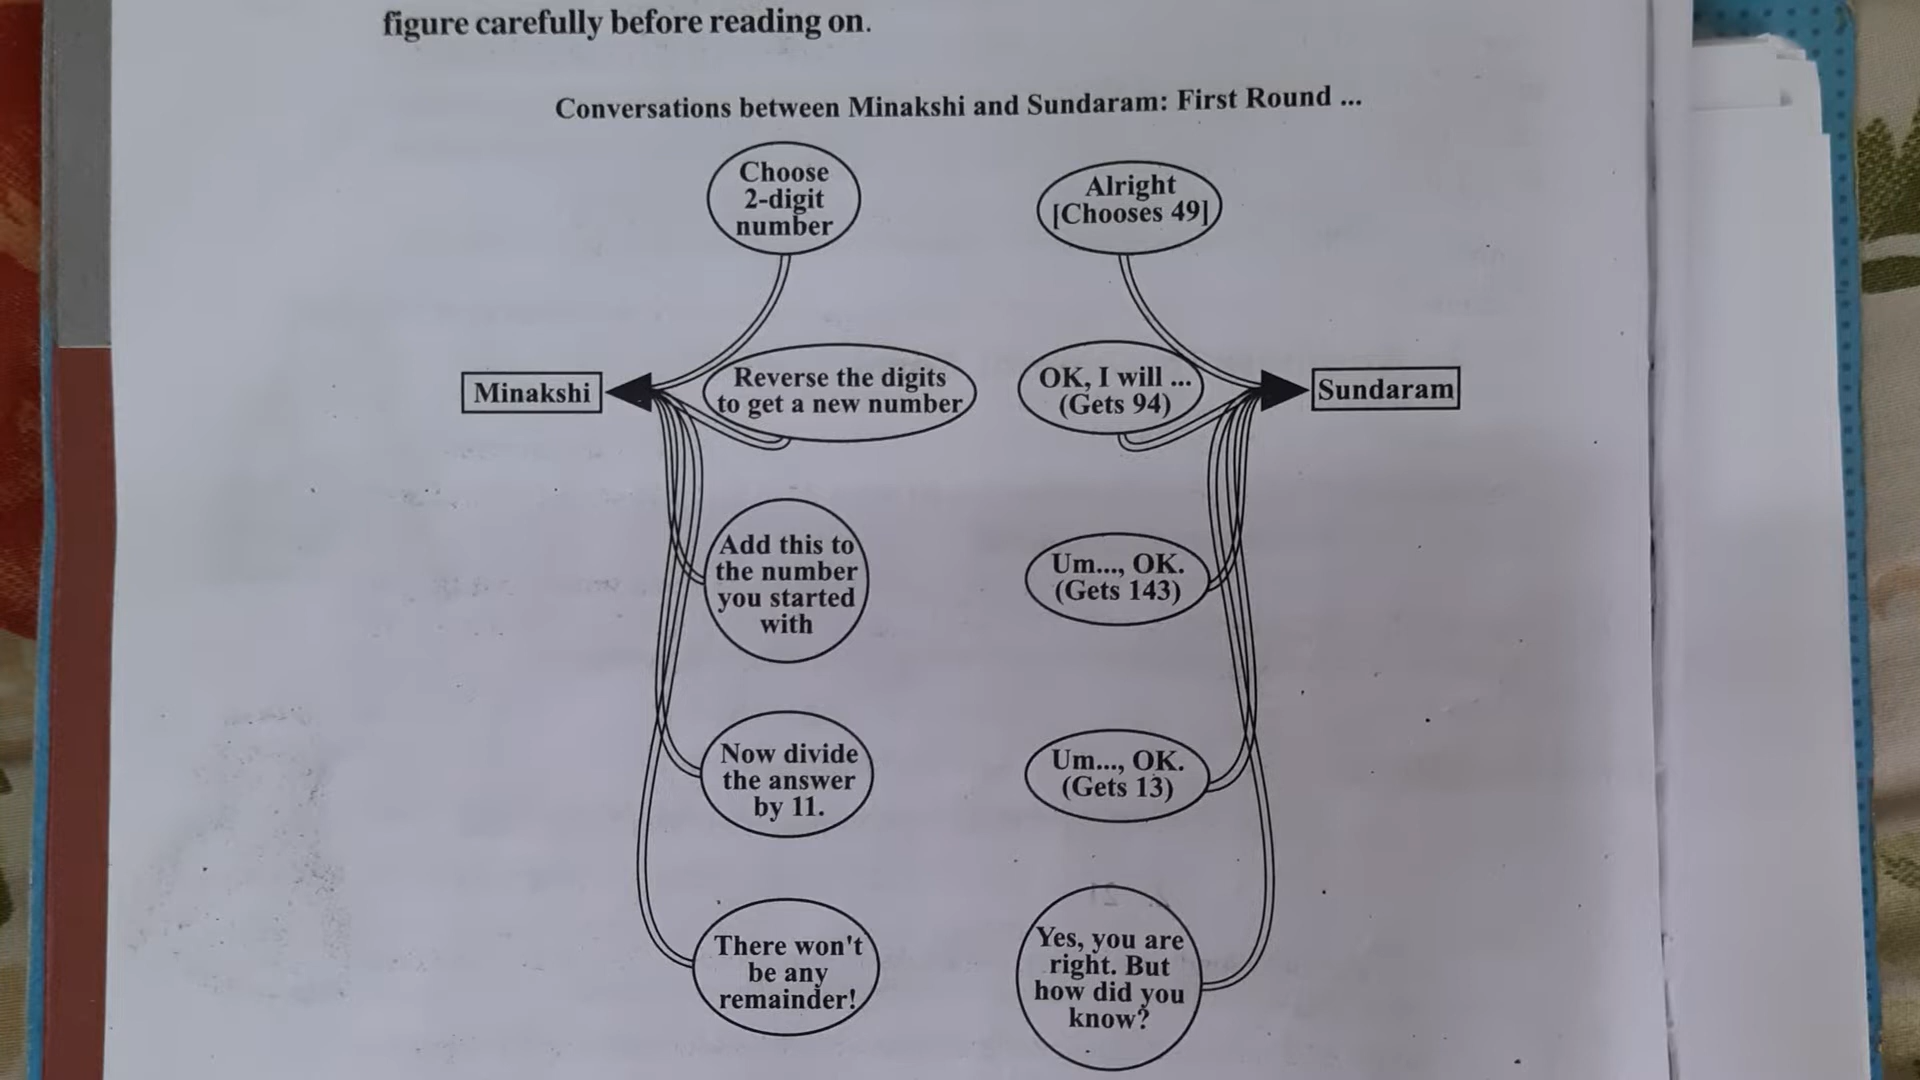 figure carefully before reading on.
Conversations between Minakshi and Sundaram: First Round ...
Choose
2-digit
number
Alright
[Chooses 49]
Minakshi
Reverse the digits
to get a new number
OK, I will ...
(Gets 94)
Sundaram
Add this to
the number
you started
with
Um..., OK.
(Gets 143)
Now divide
the answer
by 11.
Um..., OK.
(Gets 13)
There won't
be any
remainder!
Yes, you are
right. But
how did you
know?